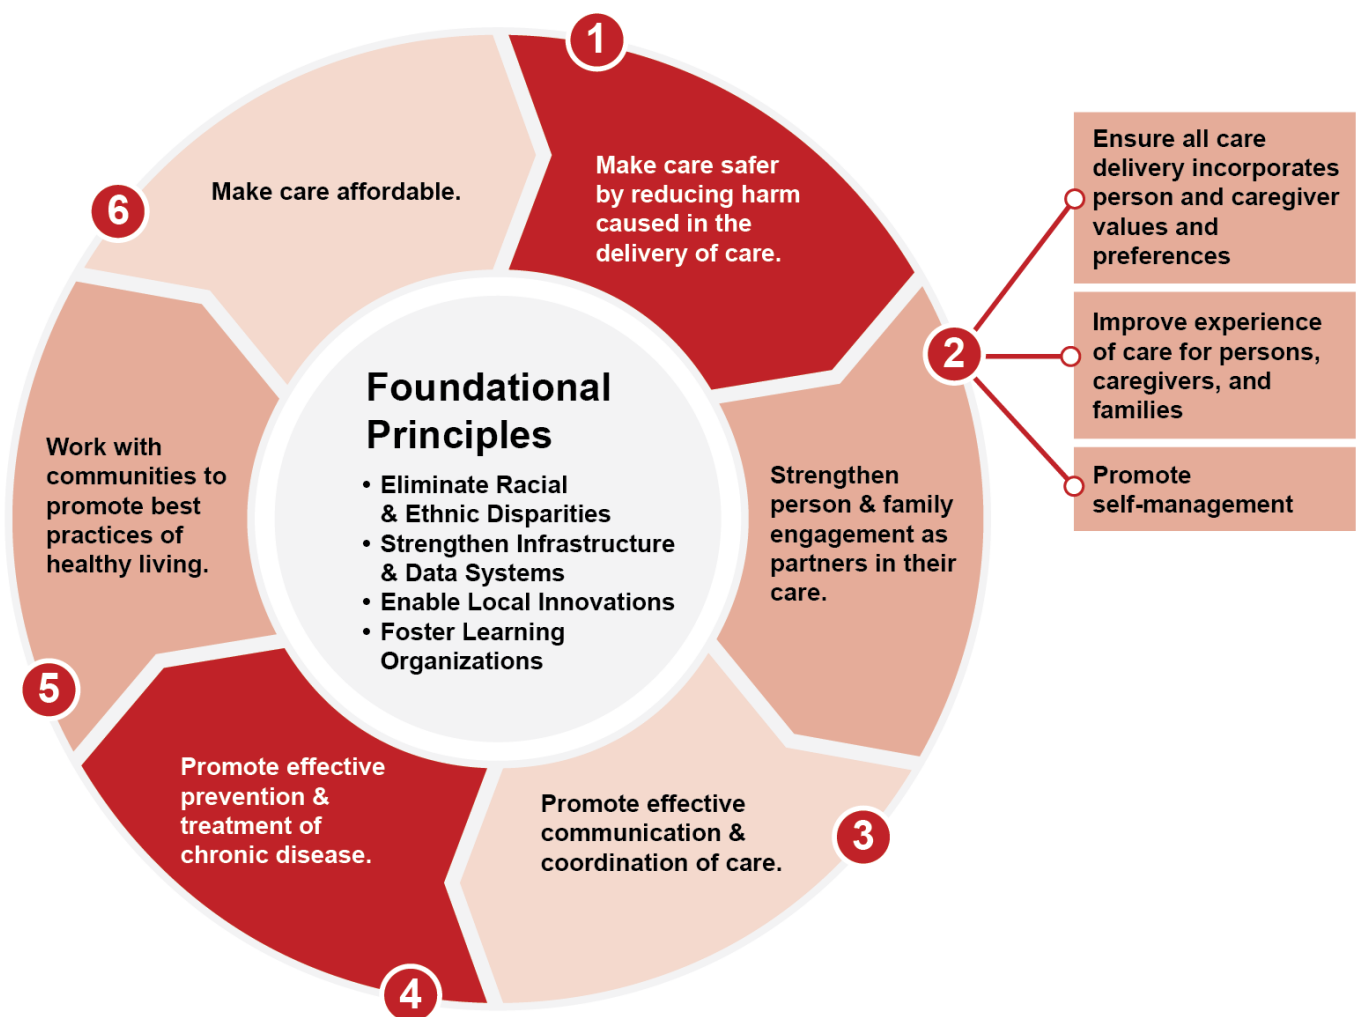 1
Make care safer
by reducing harm
caused in the
delivery of care.
2
Strengthen
person & family
engagement as
partners in their
care.
Ensure all care
delivery incorporates
person and caregiver
values and
preferences
Improve experience
of care for persons,
caregivers, and
families
Promote
self-management
3
Promote effective
communication &
coordination of care.
4
Promote effective
prevention &
treatment of
chronic disease.
5
Work with
communities to
promote best
practices of
healthy living.
6
Make care affordable.
Foundational
Principles
• Eliminate Racial
& Ethnic Disparities
• Strengthen Infrastructure
& Data Systems
• Enable Local Innovations
• Foster Learning
Organizations